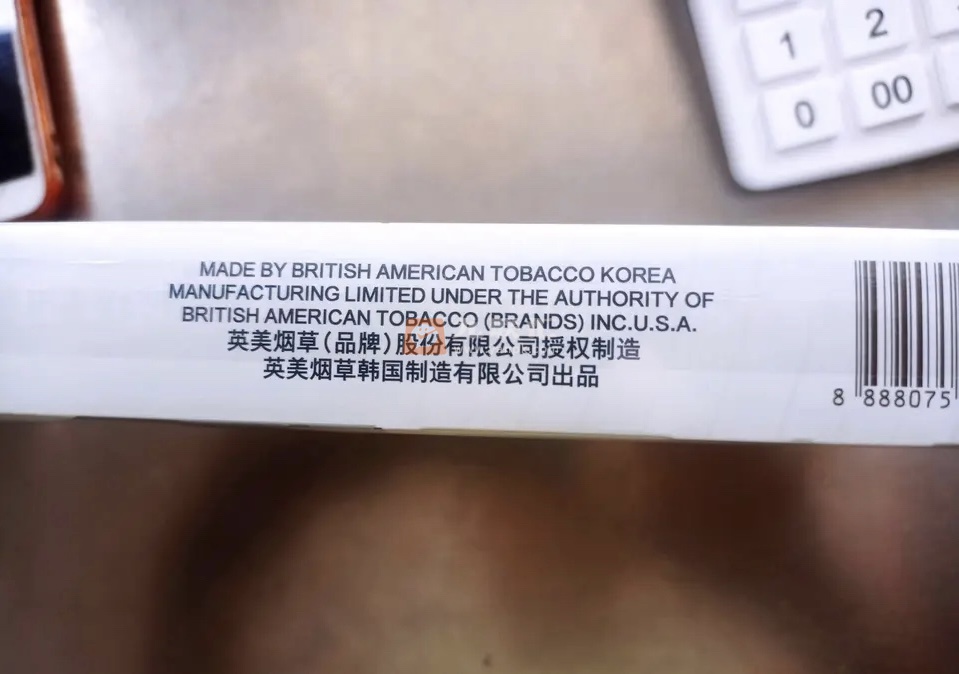 1
2
0
00
MADE BY BRITISH AMERICAN TOBACCO KOREA
MANUFACTURING LIMITED UNDER THE AUTHORITY OF
BRITISH AMERICAN TOBACCO (BRANDS) INC.U.S.A.
英美烟草(品牌)股份有限公司授权制造
英美烟草韩国制造有限公司出品
8 888075